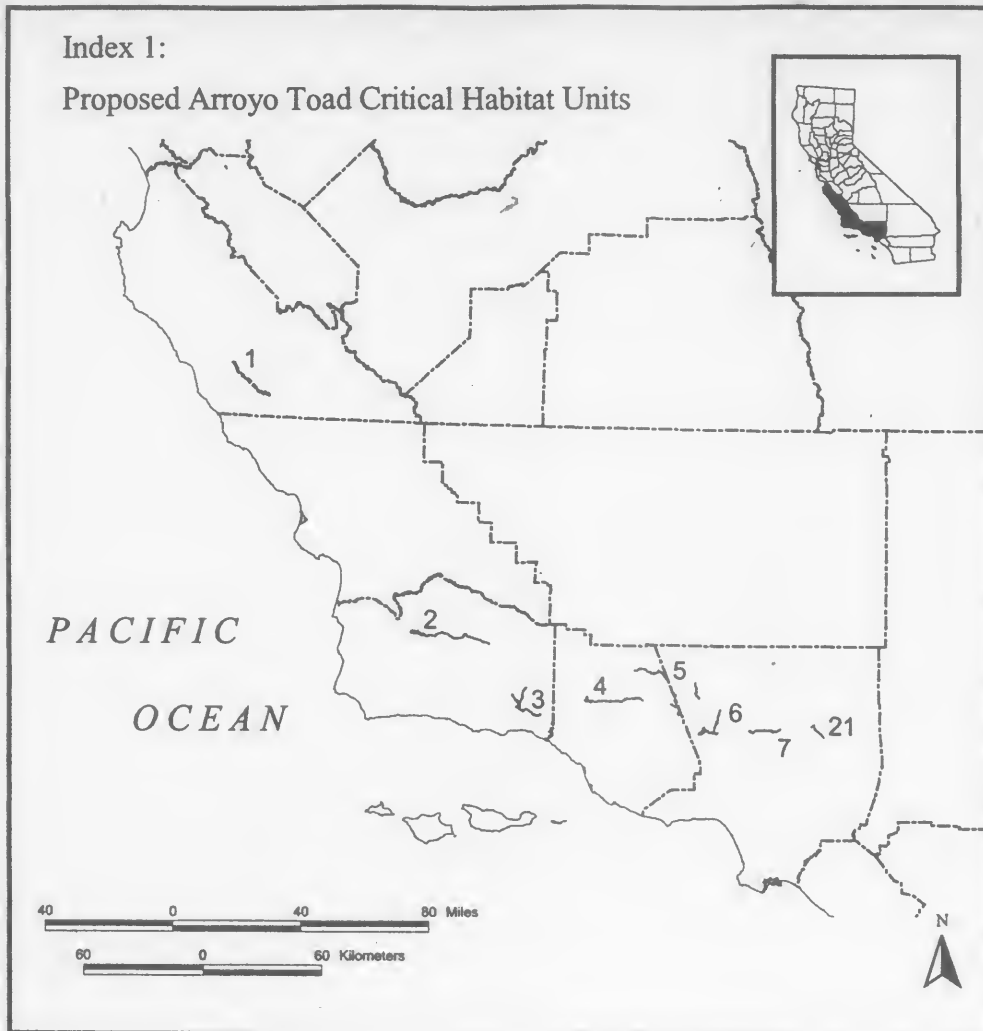 Index 1:
Proposed Arroyo Toad Critical Habitat Units
1
2
PACIFIC
OCEAN
3
4
5
6
7
21
40 0 40 80 Miles
60 0 60 Kilometers
N